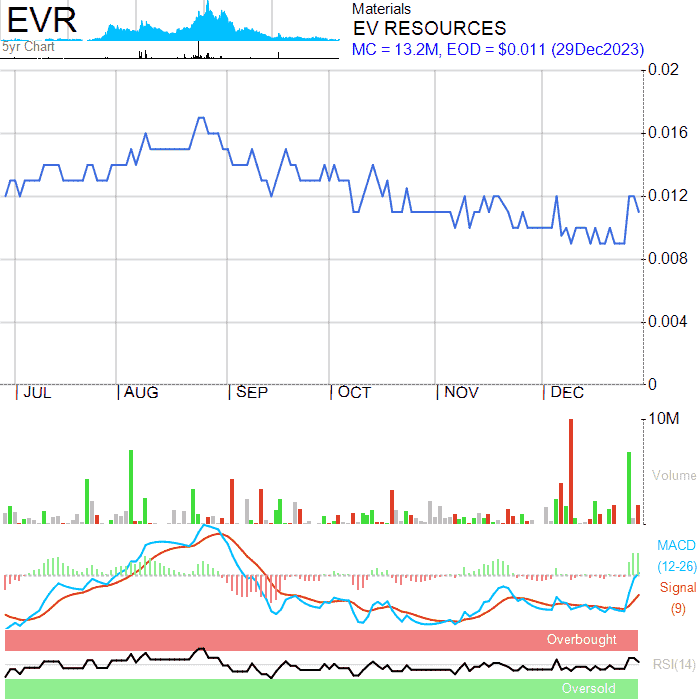 EVR
5yr Chart
Materials
EV RESOURCES
MC = 13.2M, EOD = $0.011 (29Dec2023)
0.02
0.016
0.012
0.008
0.004
0
JUL AUG SEP OCT NOV DEC
10M
Volume
MACD
(12-26)
Signal
(9)
Overbought
RSI(14)
Oversold